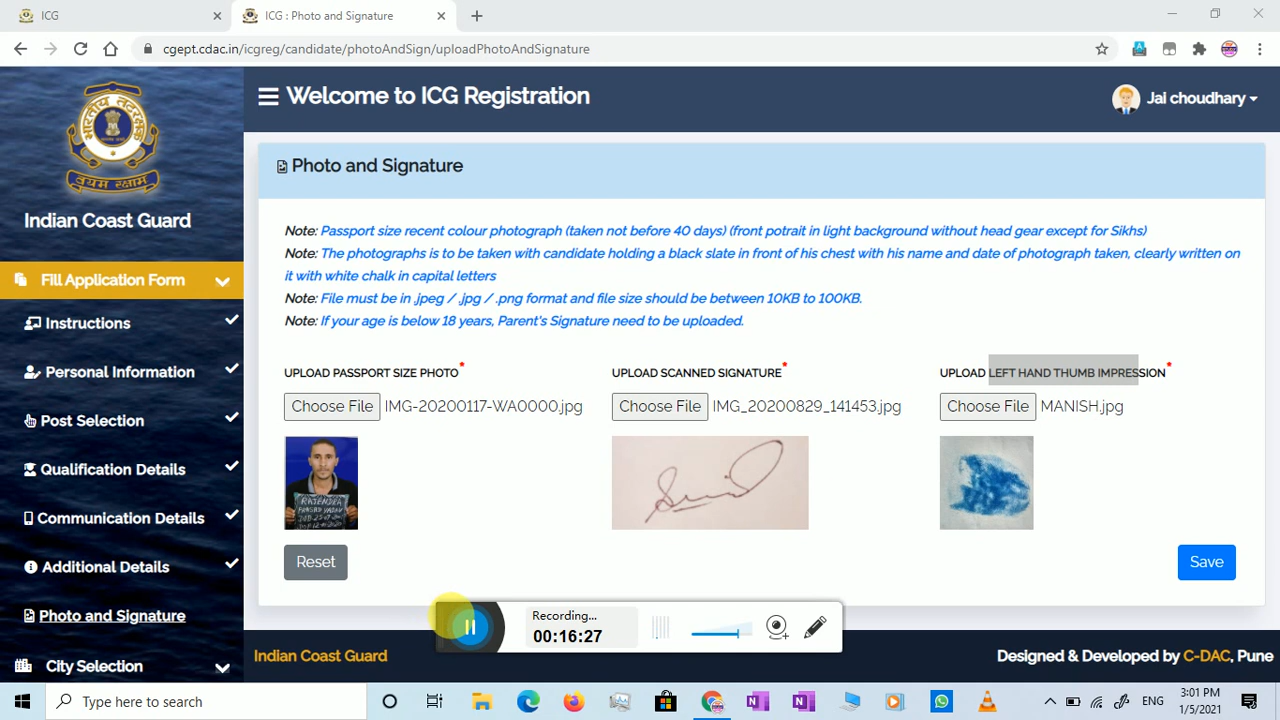 ICG
ICG : Photo and Signature
cgept.cdac.in/icgreg/candidate/photoAndSign/uploadPhotoAndSignature
भारतीय तटरक्षक
वयम रक्षामः
Indian Coast Guard
Fill Application Form
Instructions
Personal Information
Post Selection
Qualification Details
Communication Details
Additional Details
Photo and Signature
City Selection
Welcome to ICG Registration
Jai choudhary
Photo and Signature
Note: Passport size recent colour photograph (taken not before 40 days) (front potrait in light background without head gear except for Sikhs)
Note: The photographs is to be taken with candidate holding a black slate in front of his chest with his name and date of photograph taken, clearly written on
it with white chalk in capital letters
Note: File must be in .jpeg / .jpg / .png format and file size should be between 10KB to 100KB.
Note: If your age is below 18 years, Parent's Signature need to be uploaded.
UPLOAD PASSPORT SIZE PHOTO*
UPLOAD SCANNED SIGNATURE*
UPLOAD LEFT HAND THUMB IMPRESSION*
Choose File IMG-20200117-WA0000.jpg
Choose File IMG_20200829_141453.jpg
Choose File MANISH.jpg
RAJENDRA
PRASAD YADAV
Reset
Save
Recording...
00:16:27
Indian Coast Guard
Designed & Developed by C-DAC, Pune
Type here to search
ENG
3:01 PM
1/5/2021